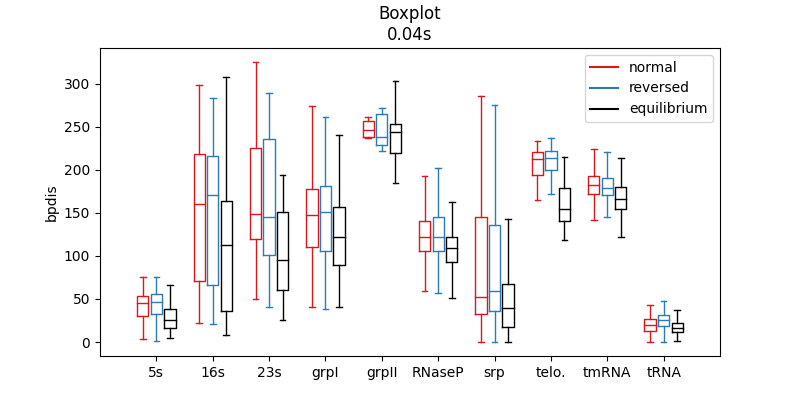 Boxplot
0.04s
normal
reversed
equilibrium
bpdis
300
250
200
150
100
50
0
5s 16s 23s grpI grpII RNaseP srp telo. tmRNA tRNA